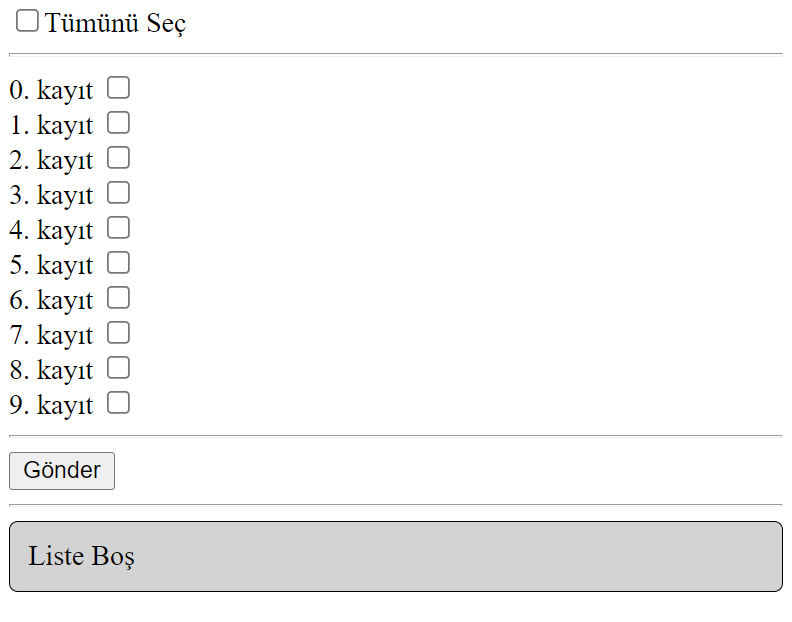 Tümünü Seç
0. kayıt
1. kayıt
2. kayıt
3. kayıt
4. kayıt
5. kayıt
6. kayıt
7. kayıt
8. kayıt
9. kayıt
Gönder
Liste Boş